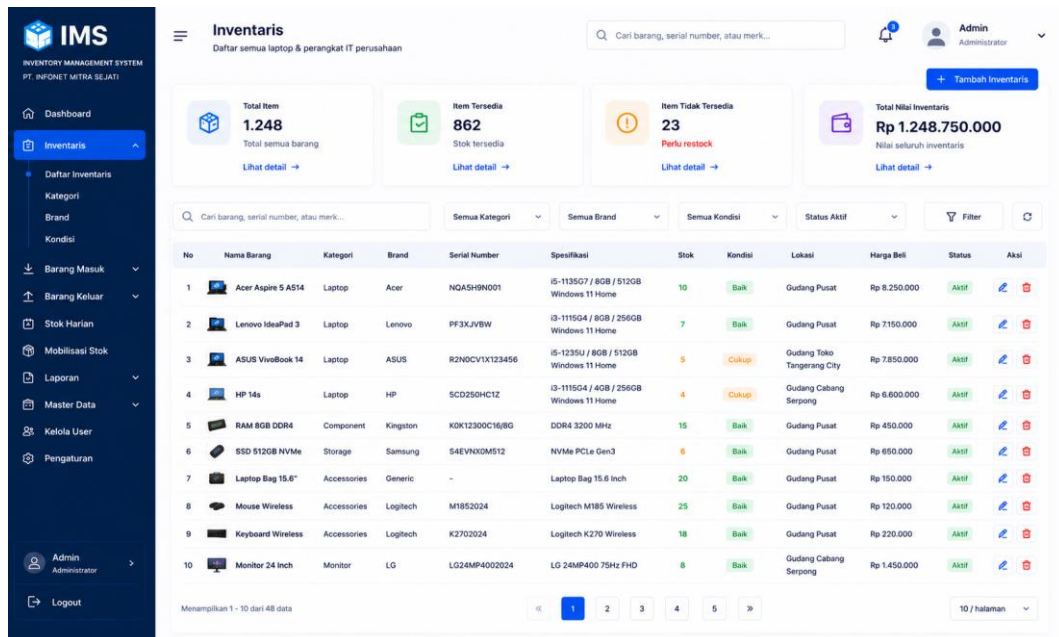 IMS
INVENTORY MANAGEMENT SYSTEM
PT. INFONET MITRA SEJATI
Dashboard
Inventaris
Daftar Inventaris
Kategori
Brand
Kondisi
Barang Masuk
Barang Keluar
Stok Harian
Mobilisasi Stok
Laporan
Master Data
Kelola User
Pengaturan
Admin
Administrator
Logout
Inventaris
Daftar semua laptop & perangkat IT perusahaan
Cari barang, serial number, atau merk...
3
Admin
Administrator
+ Tambah Inventaris
Total Item
1.248
Total semua barang
Lihat detail →
Item Tersedia
862
Stok tersedia
Lihat detail →
Item Tidak Tersedia
23
Perlu restock
Lihat detail →
Total Nilai Inventaris
Rp 1.248.750.000
Nilai seluruh inventaris
Lihat detail →
Cari barang, serial number, atau merk...
Semua Kategori
Semua Brand
Semua Kondisi
Status Aktif
Filter
No Nama Barang Kategori Brand Serial Number Spesifikasi Stok Kondisi Lokasi Harga Beli Status Aksi
1 Acer Aspire 5 A514 Laptop Acer NQA5H9N001 i5-1135G7 / 8GB / 512GB 10 Baik Gudang Pusat Rp 8.250.000 Aktif
Windows 11 Home
2 Lenovo IdeaPad 3 Laptop Lenovo PF3XJVBW i3-1115G4 / 8GB / 256GB 7 Baik Gudang Pusat Rp 7.150.000 Aktif
Windows 11 Home
3 ASUS VivoBook 14 Laptop ASUS R2N0CV1X123456 i5-1235U / 8GB / 512GB 5 Cukup Gudang Toko Rp 7.850.000 Aktif
Windows 11 Home Tangerang City
4 HP 14s Laptop HP 5CD250HC1Z i3-1115G4 / 4GB / 256GB 4 Cukup Gudang Cabang Rp 6.600.000 Aktif
Windows 11 Home Serpong
5 RAM 8GB DDR4 Component Kingston K0K12300C16/8G DDR4 3200 MHz 15 Baik Gudang Pusat Rp 450.000 Aktif
6 SSD 512GB NVMe Storage Samsung S4EVNX0M512 NVMe PCLe Gen3 6 Baik Gudang Pusat Rp 650.000 Aktif
7 Laptop Bag 15.6" Accessories Generic - Laptop Bag 15.6 Inch 20 Baik Gudang Pusat Rp 150.000 Aktif
8 Mouse Wireless Accessories Logitech M1852024 Logitech M185 Wireless 25 Baik Gudang Pusat Rp 120.000 Aktif
9 Keyboard Wireless Accessories Logitech K2702024 Logitech K270 Wireless 18 Baik Gudang Pusat Rp 220.000 Aktif
10 Monitor 24 Inch Monitor LG LG24MP4002024 LG 24MP400 75Hz FHD 8 Baik Gudang Cabang Rp 1.450.000 Aktif
Serpong
Menampilkan 1 - 10 dari 48 data
« 1 2 3 4 5 »
10 / halaman